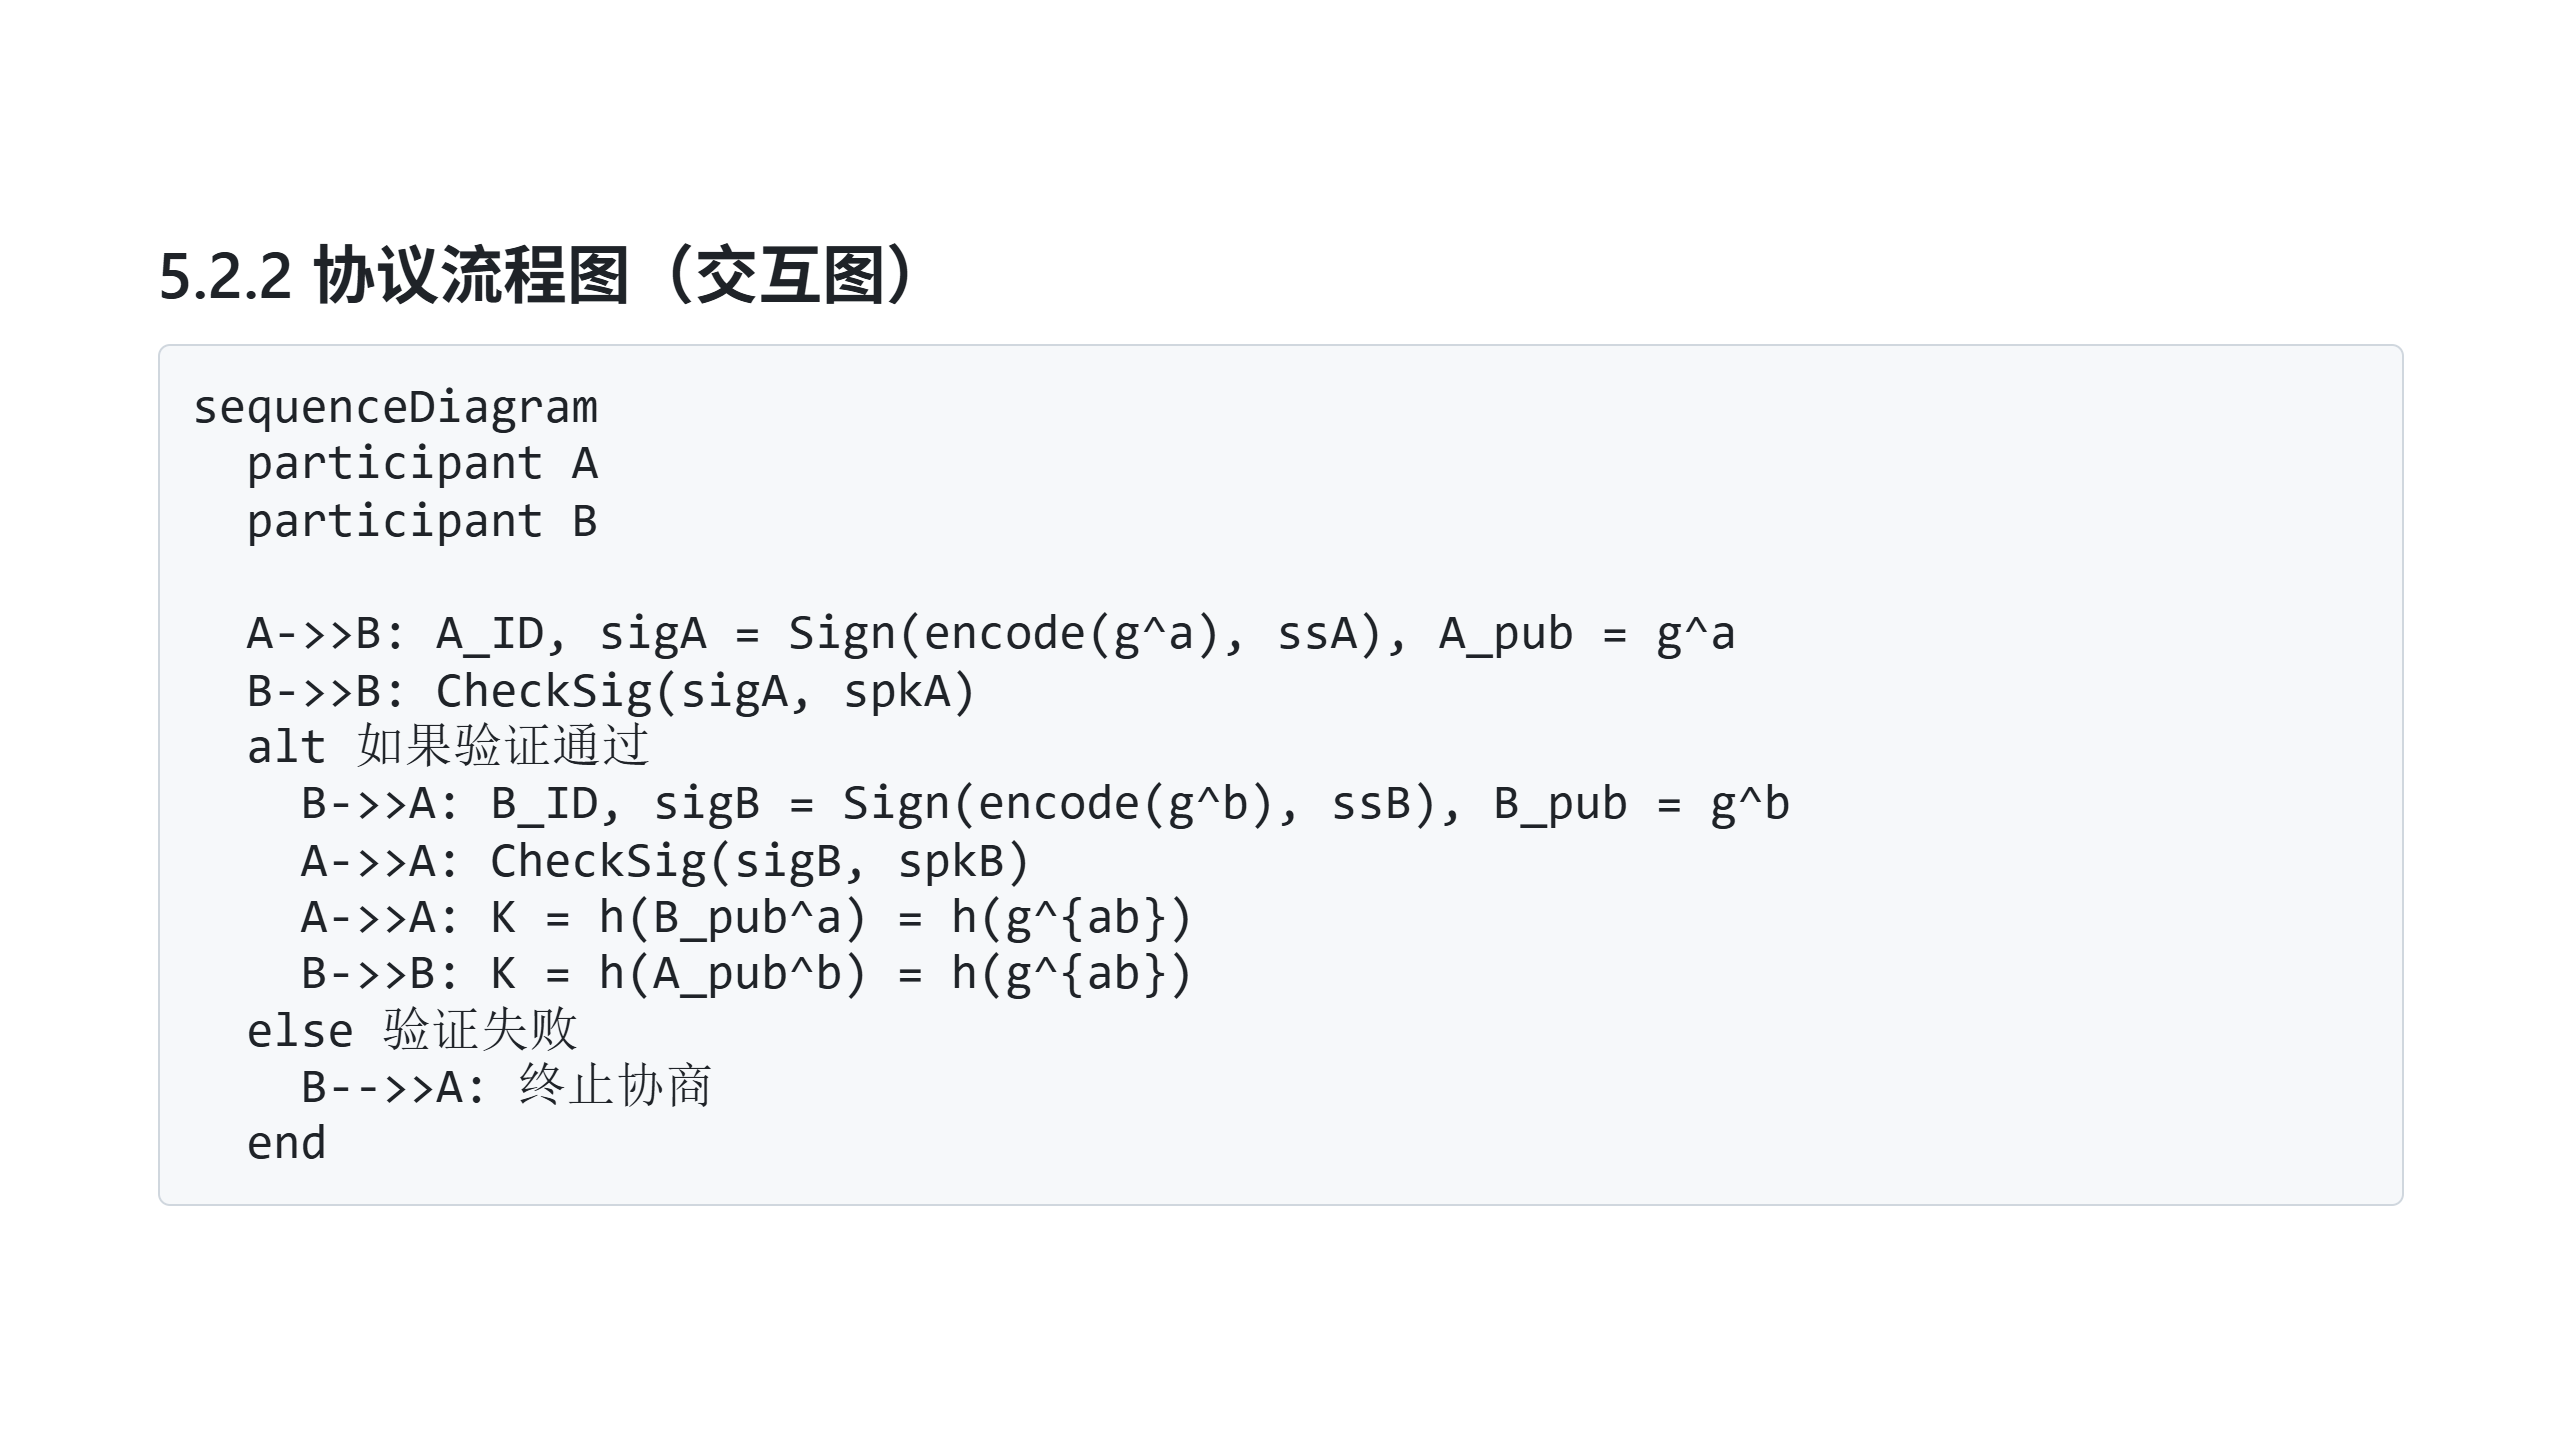 5.2.2 协议流程图（交互图）
sequenceDiagram
  participant A
  participant B

  A->>B: A_ID, sigA = Sign(encode(g^a), ssA), A_pub = g^a
  B->>B: CheckSig(sigA, spkA)
  alt 如果验证通过
    B->>A: B_ID, sigB = Sign(encode(g^b), ssB), B_pub = g^b
    A->>A: CheckSig(sigB, spkB)
    A->>A: K = h(B_pub^a) = h(g^{ab})
    B->>B: K = h(A_pub^b) = h(g^{ab})
  else 验证失败
    B-->>A: 终止协商
  end